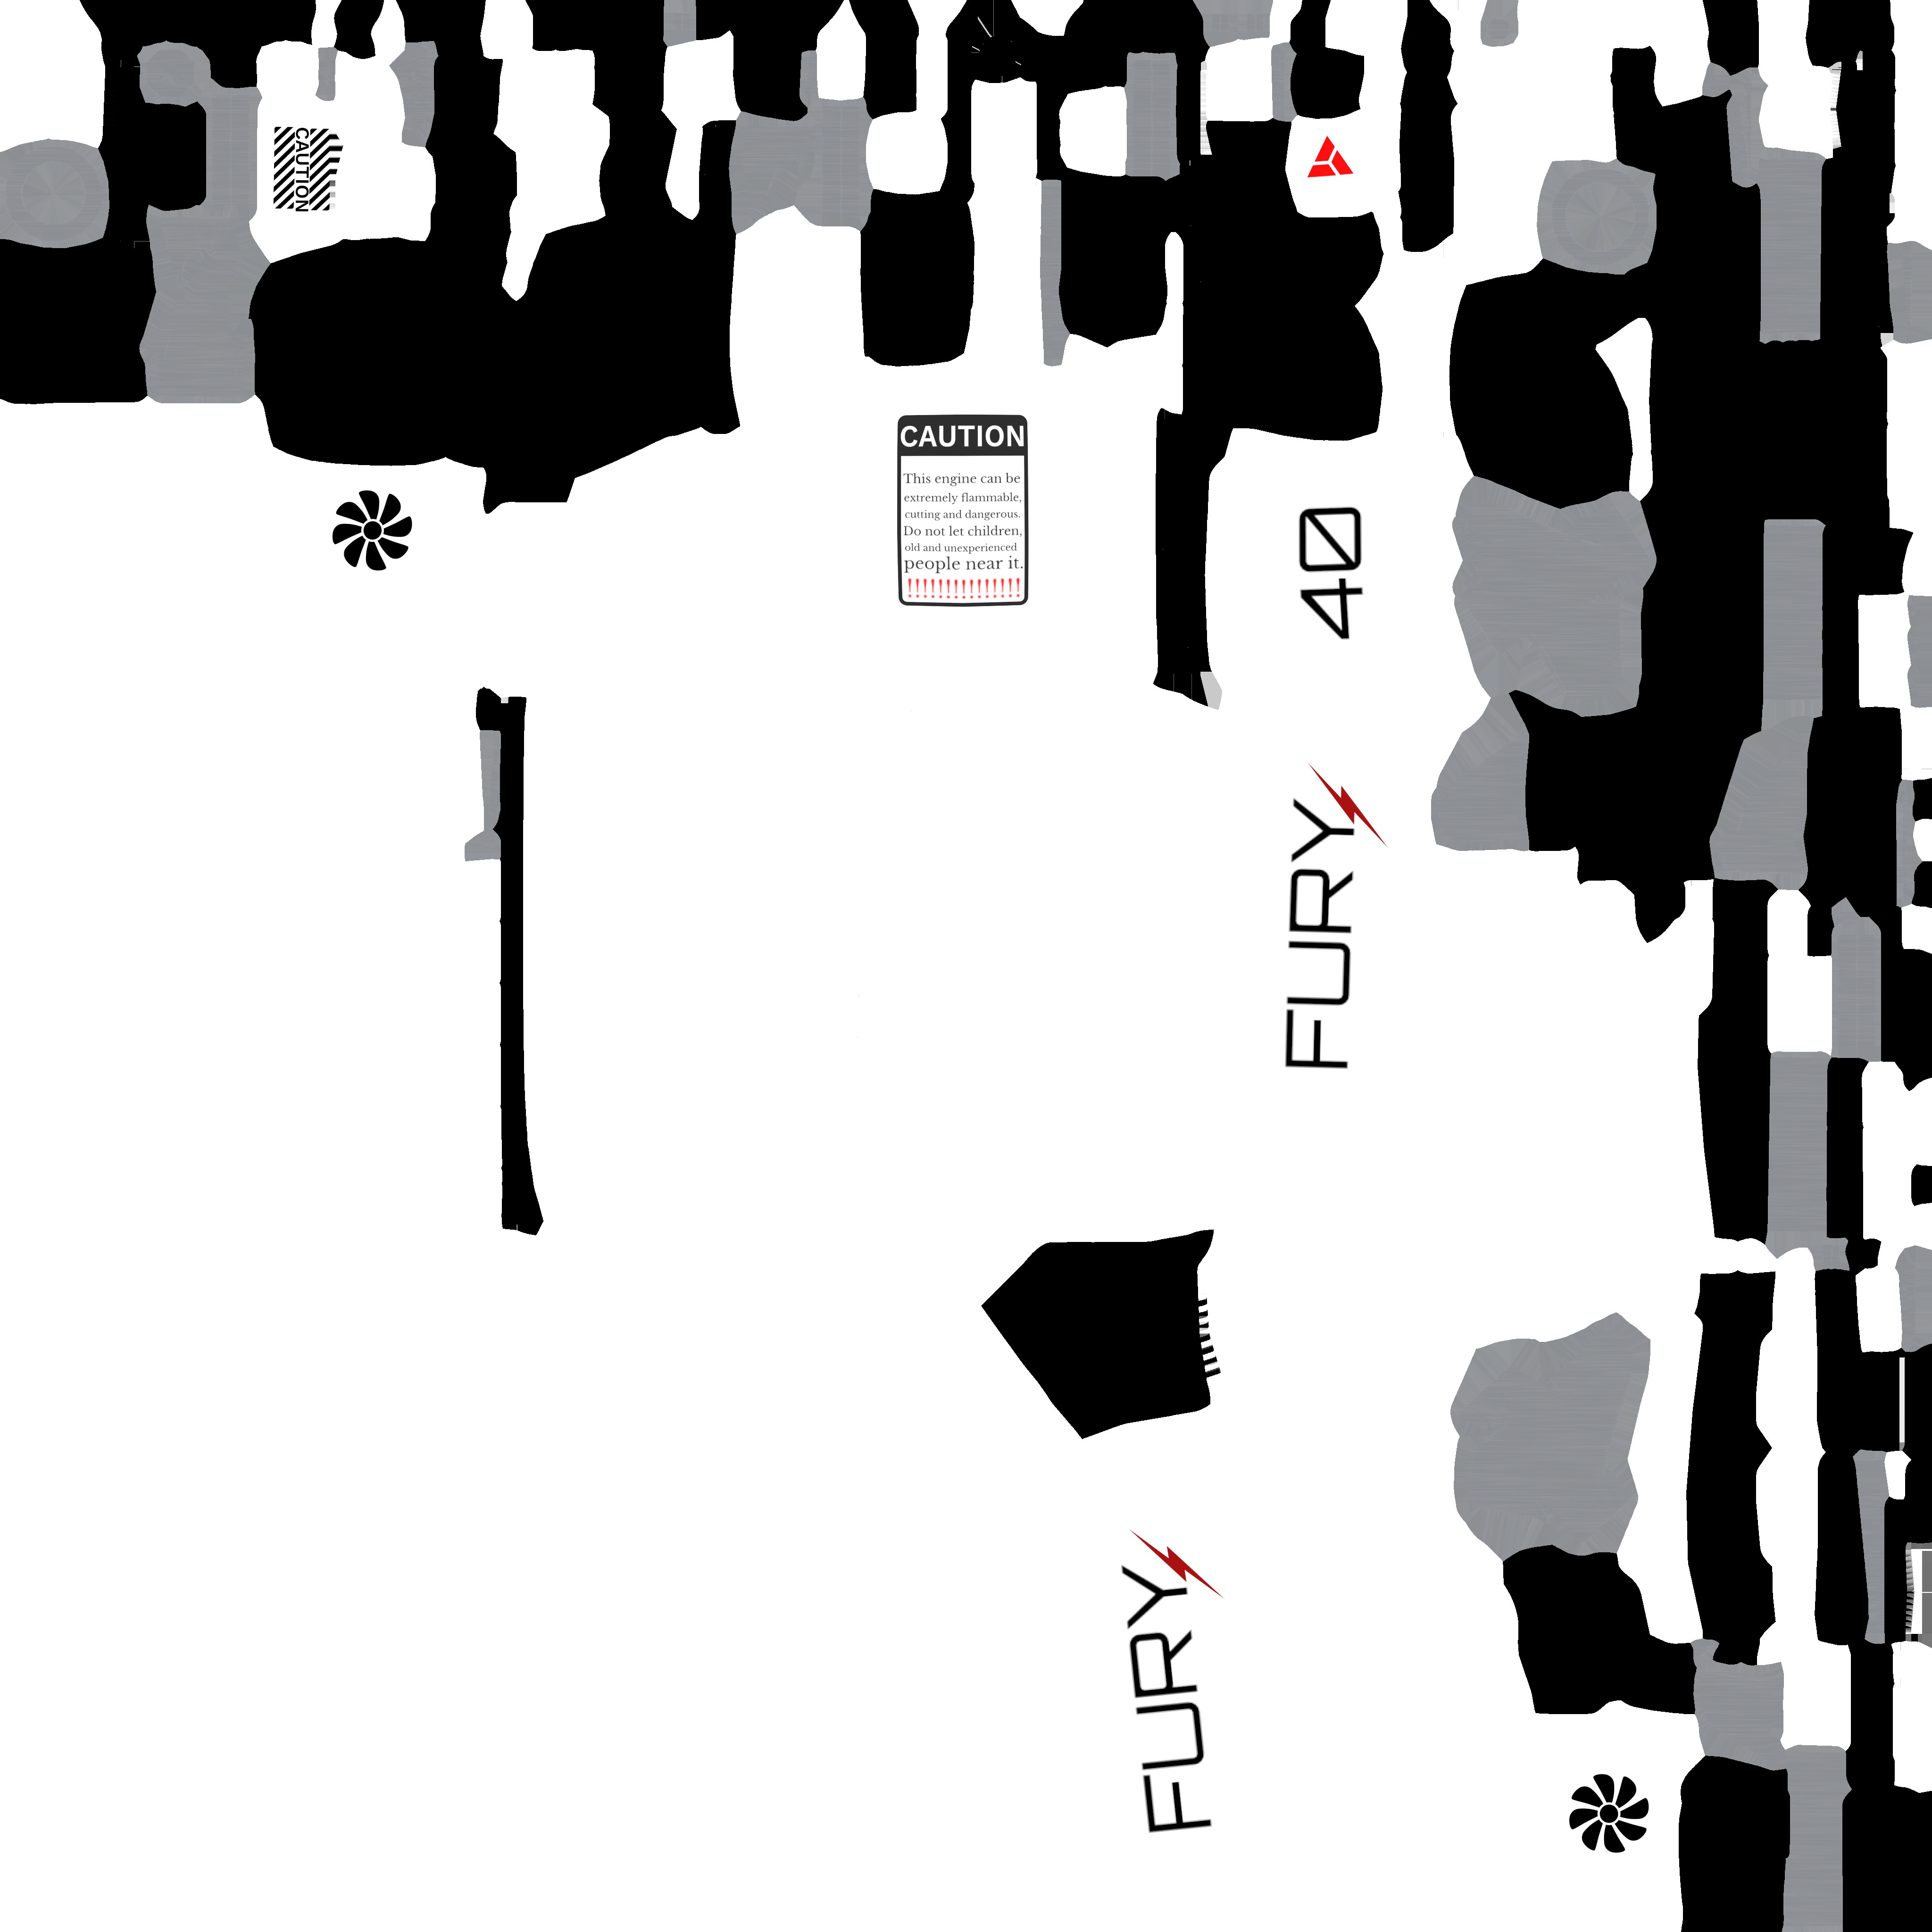 CAUTION
CAUTION
This engine can be
extremely flammable,
cutting and dangerous.
Do not let children,
old and unexperienced
people near it.
!!!!!!!!!!!!!!!!
40
FURY
FURY